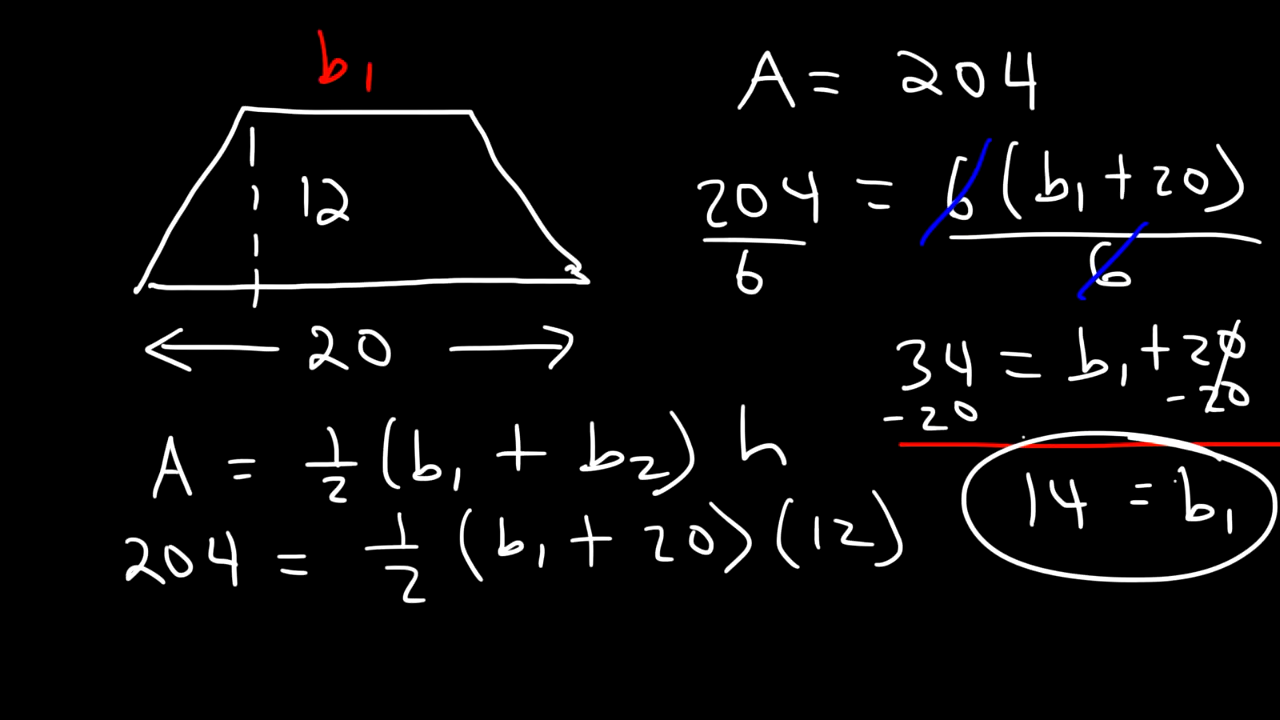 b₁
12
20
A = ½ (b₁ + b₂) h
204 = ½ (b₁ + 20) (12)
A = 204
204/6 = 6 (b₁ + 20)/6
34 = b₁ + 20
-20 -20
14 = b₁